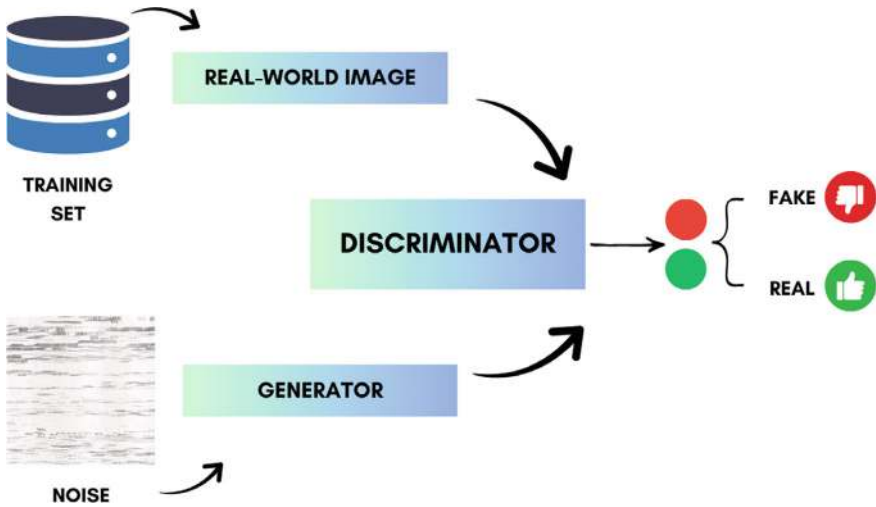 REAL-WORLD IMAGE
TRAINING
SET
DISCRIMINATOR
FAKE
REAL
GENERATOR
NOISE